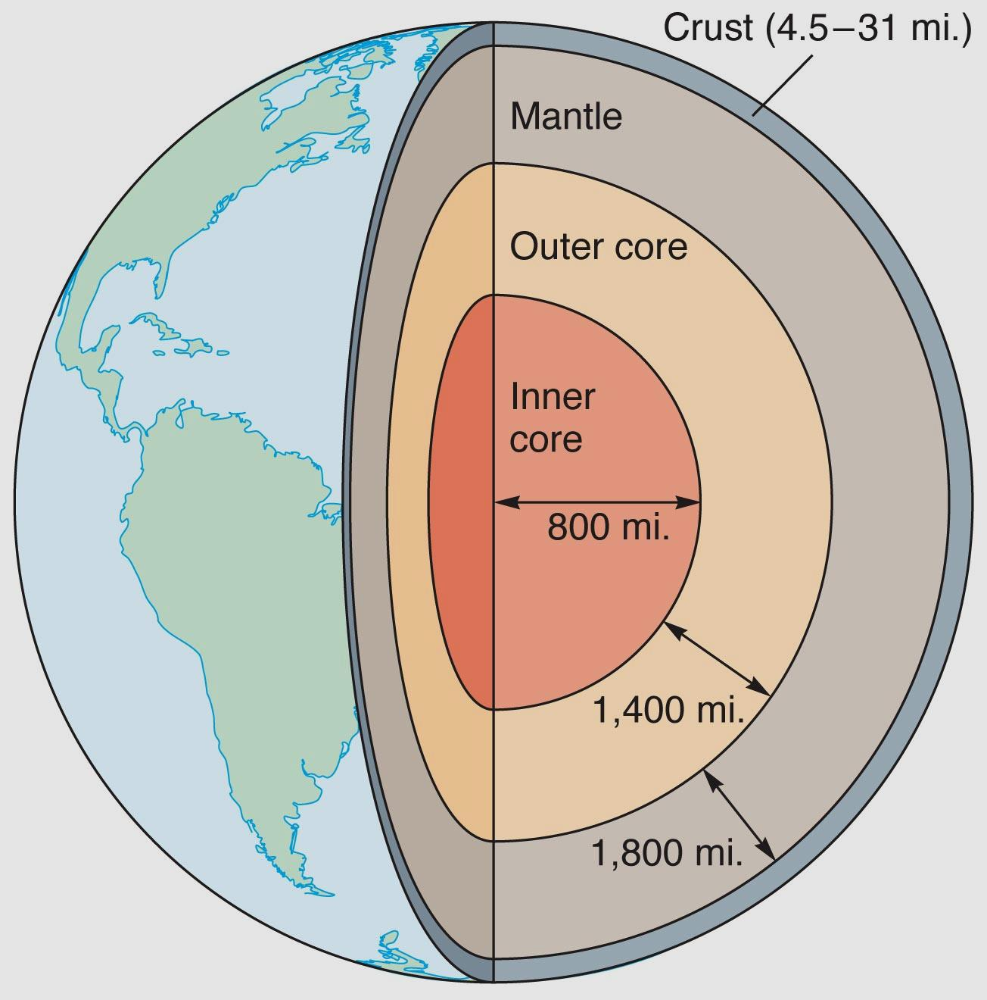 Crust (4.5–31 mi.)
Mantle
Outer core
Inner
core
800 mi.
1,400 mi.
1,800 mi.